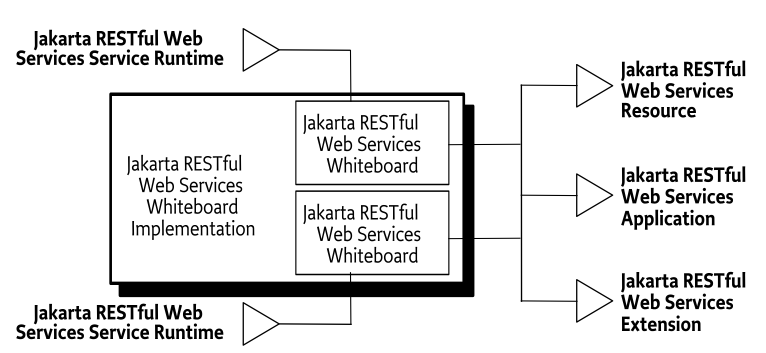 Jakarta RESTful Web
Services Service Runtime
Jakarta RESTful
Web Services
Whiteboard
Implementation
Jakarta RESTful
Web Services
Whiteboard
Jakarta RESTful
Web Services
Whiteboard
Jakarta RESTful
Web Services
Resource
Jakarta RESTful
Web Services
Application
Jakarta RESTful
Web Services
Extension
Jakarta RESTful Web
Services Service Runtime